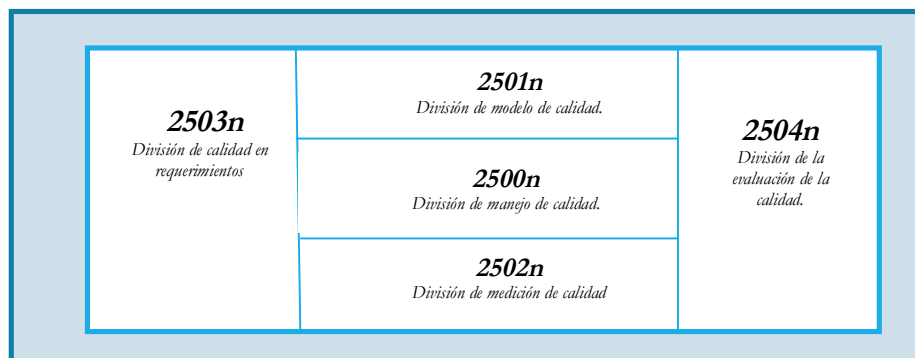 2503n
División de calidad en
requerimientos
2501n
División de modelo de calidad.
2500n
División de manejo de calidad.
2502n
División de medición de calidad
2504n
División de la
evaluación de la
calidad.